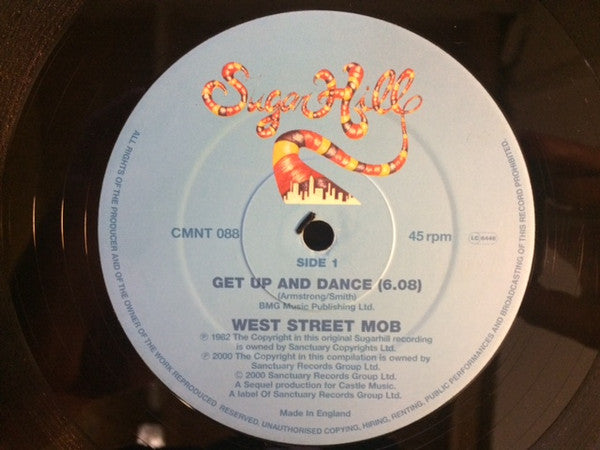 Sugar Hill
CMNT 088
45 rpm
LC 6448
SIDE 1
GET UP AND DANCE (6.08)
(Armstrong/Smith)
BMG Music Publishing Ltd.
WEST STREET MOB
℗ 1982 The Copyright in this original Sugarhill recording
is owned by Sanctuary Copyrights Ltd.
℗ 2000 The Copyright in this compilation is owned by
Sanctuary Records Group Ltd.
© 2000 Sanctuary Records Group Ltd.
A Sequel production for Castle Music.
A label Of Sanctuary Records Group Ltd.
Made In England
ALL RIGHTS OF THE PRODUCER AND OF THE OWNER OF THE WORK REPRODUCED RESERVED, UNAUTHORISED COPYING, HIRING, RENTING, PUBLIC PERFORMANCES AND BROADCASTING OF THIS RECORD PROHIBITED.